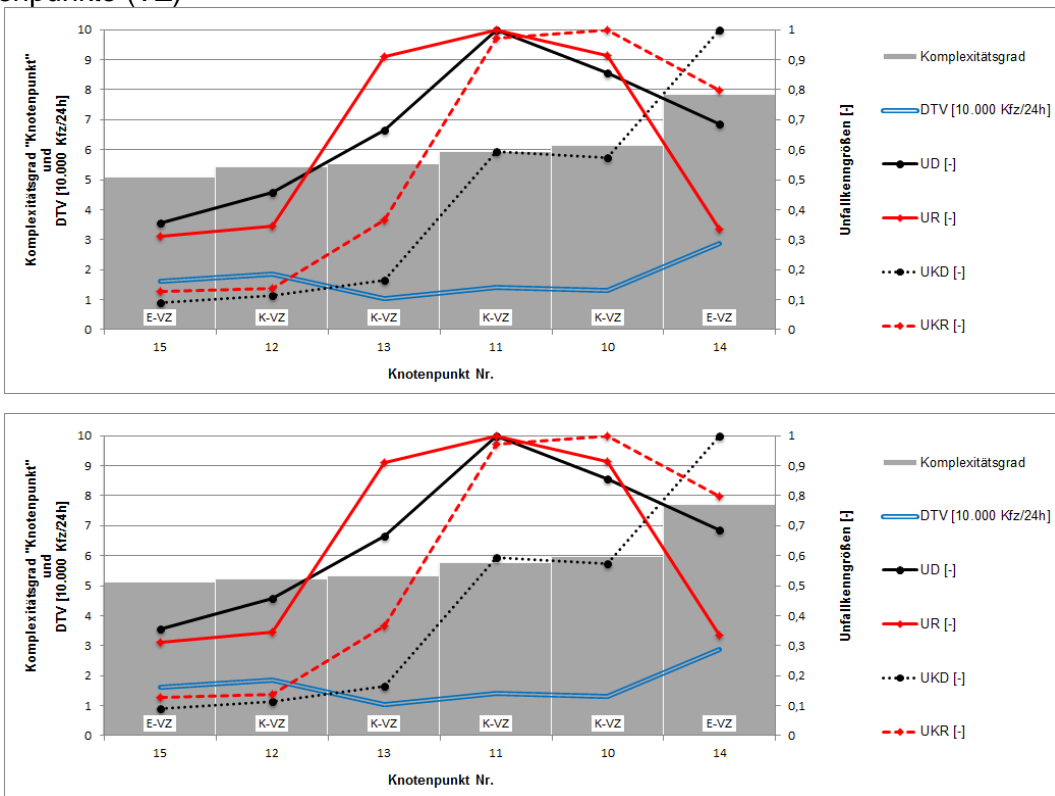 (VZ)
10
9
8
7
6
5
4
3
2
1
0
Komplexitätsgrad "Knotenpunkt"
und
DTV [10.000 Kfz/24h]
E-VZ
K-VZ
K-VZ
K-VZ
K-VZ
E-VZ
15
12
13
11
10
14
Knotenpunkt Nr.
1
0,9
0,8
0,7
0,6
0,5
0,4
0,3
0,2
0,1
0
Unfallkenngrößen [-]
Komplexitätsgrad
DTV [10.000 Kfz/24h]
UD [-]
UR [-]
UKD [-]
UKR [-]
10
9
8
7
6
5
4
3
2
1
0
Komplexitätsgrad "Knotenpunkt"
und
DTV [10.000 Kfz/24h]
E-VZ
K-VZ
K-VZ
K-VZ
K-VZ
E-VZ
15
12
13
11
10
14
Knotenpunkt Nr.
1
0,9
0,8
0,7
0,6
0,5
0,4
0,3
0,2
0,1
0
Unfallkenngrößen [-]
Komplexitätsgrad
DTV [10.000 Kfz/24h]
UD [-]
UR [-]
UKD [-]
UKR [-]